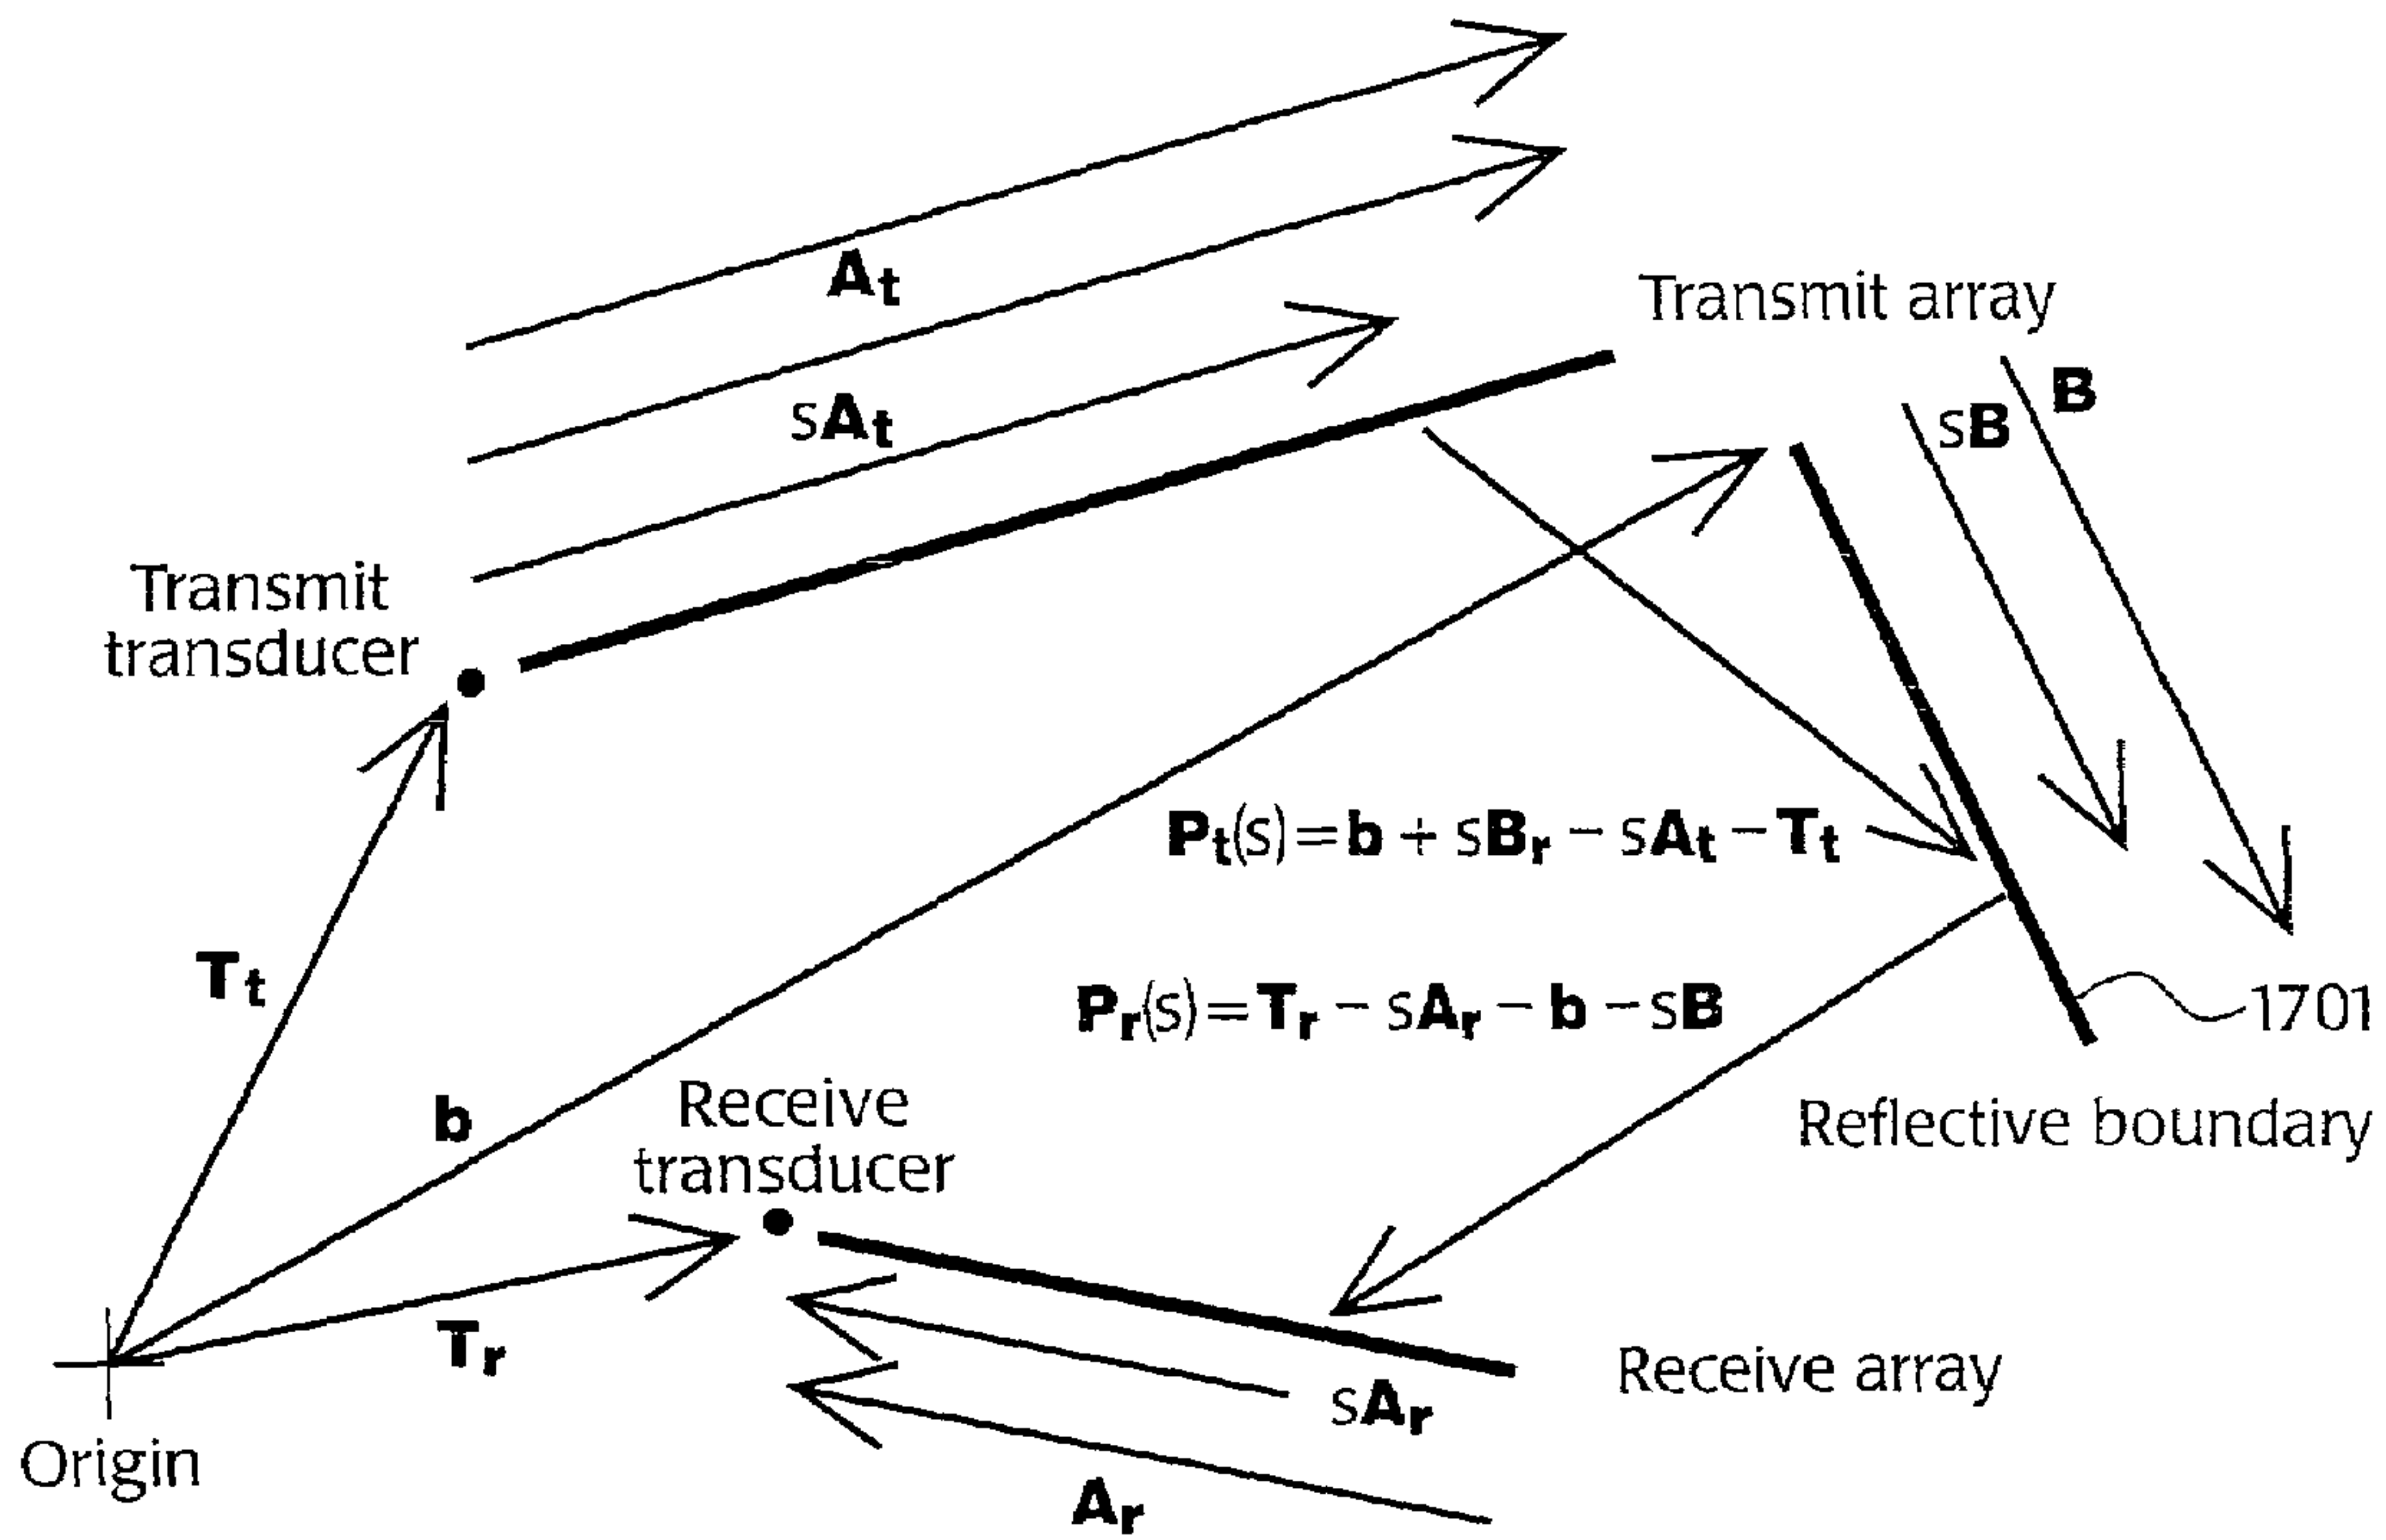 At
Transmit array
B
sB
sAt
Transmit
transducer
Pt(s)=b + sBr - sAt - Tt
Tt
Pr(s)=Tr - sAr - b - sB
1701
Receive
transducer
b
Reflective boundary
Tr
Receive array
sAr
Origin
Ar